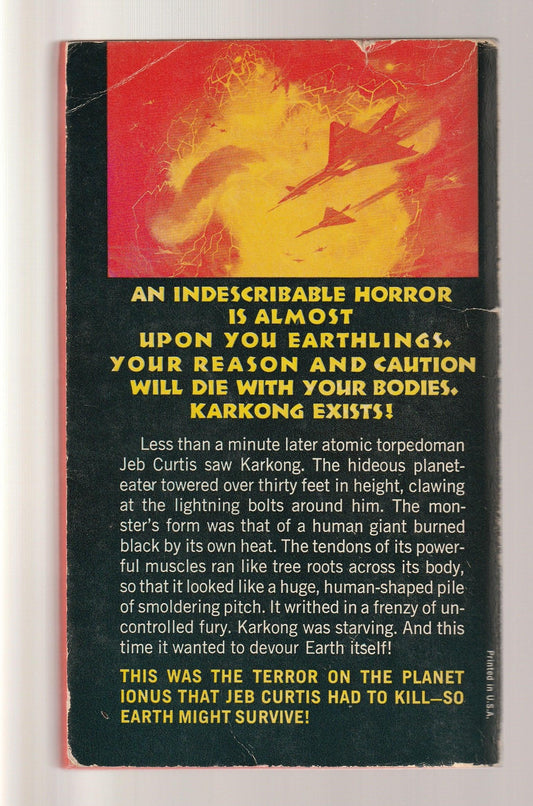 AN INDESCRIBABLE HORROR
IS ALMOST
UPON YOU EARTHLINGS.
YOUR REASON AND CAUTION
WILL DIE WITH YOUR BODIES.
KARKONG EXISTS!
Less than a minute later atomic torpedoman
Jeb Curtis saw Karkong. The hideous planet-
eater towered over thirty feet in height, clawing
at the lightning bolts around him. The mon-
ster's form was that of a human giant burned
black by its own heat. The tendons of its power-
ful muscles ran like tree roots across its body,
so that it looked like a huge, human-shaped pile
of smoldering pitch. It writhed in a frenzy of un-
controlled fury. Karkong was starving. And this
time it wanted to devour Earth itself!
THIS WAS THE TERROR ON THE PLANET
IONUS THAT JEB CURTIS HAD TO KILL—SO
EARTH MIGHT SURVIVE!
Printed in U.S.A.